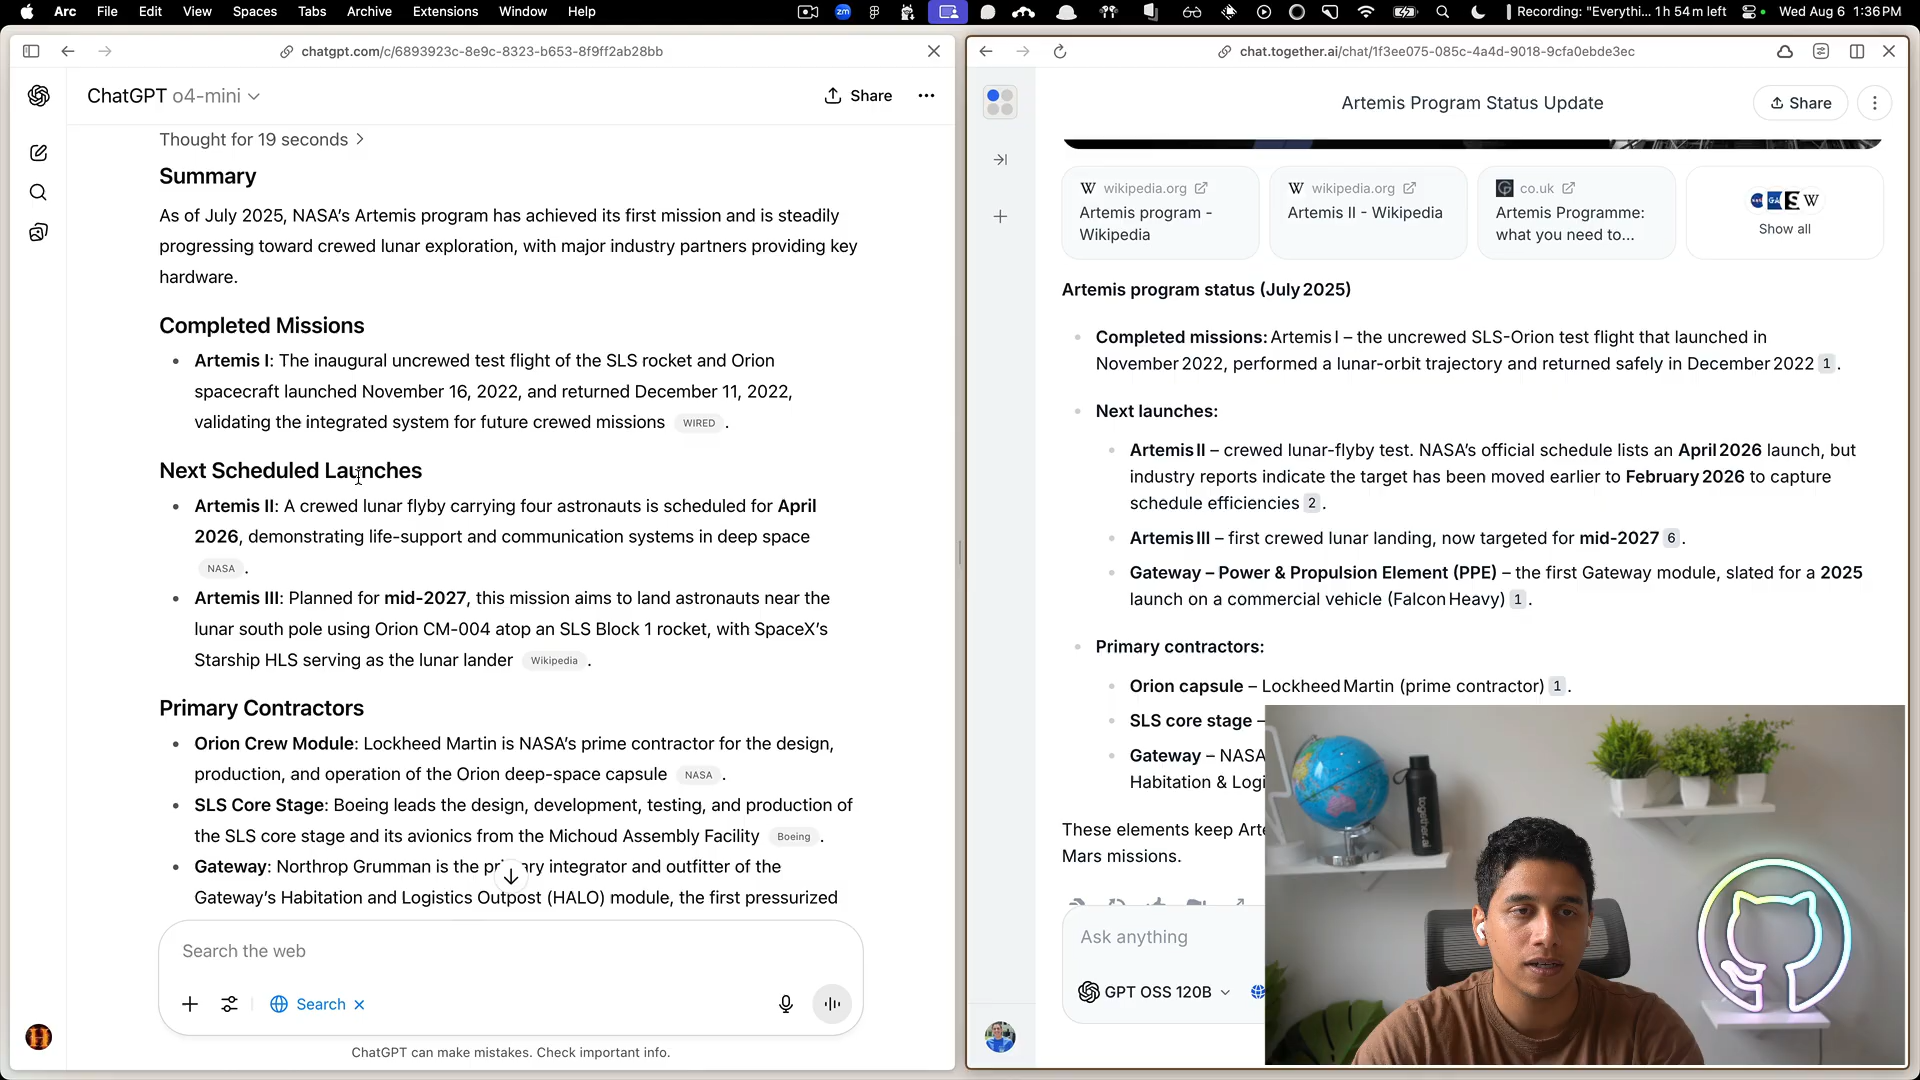 Arc File Edit View Spaces Tabs Archive Extensions Window Help
zm
Recording: "Everythi... 1h 54m left Wed Aug 6 1:36PM
chatgpt.com/c/6893923c-8e9c-8323-b653-8f9ff2ab28bb
ChatGPT o4-mini
Share
Thought for 19 seconds
Summary
As of July 2025, NASA's Artemis program has achieved its first mission and is steadily
progressing toward crewed lunar exploration, with major industry partners providing key
hardware.
Completed Missions
• Artemis I: The inaugural uncrewed test flight of the SLS rocket and Orion
spacecraft launched November 16, 2022, and returned December 11, 2022,
validating the integrated system for future crewed missions WIRED .
Next Scheduled Launches
• Artemis II: A crewed lunar flyby carrying four astronauts is scheduled for April
2026, demonstrating life-support and communication systems in deep space
NASA .
• Artemis III: Planned for mid-2027, this mission aims to land astronauts near the
lunar south pole using Orion CM-004 atop an SLS Block 1 rocket, with SpaceX's
Starship HLS serving as the lunar lander Wikipedia .
Primary Contractors
• Orion Crew Module: Lockheed Martin is NASA's prime contractor for the design,
production, and operation of the Orion deep-space capsule NASA .
• SLS Core Stage: Boeing leads the design, development, testing, and production of
the SLS core stage and its avionics from the Michoud Assembly Facility Boeing .
• Gateway: Northrop Grumman is the primary integrator and outfitter of the
Gateway's Habitation and Logistics Outpost (HALO) module, the first pressurized
Search the web
Search
ChatGPT can make mistakes. Check important info.
chat.together.ai/chat/1f3ee075-085c-4a4d-9018-9cfa0ebde3ec
Artemis Program Status Update
Share
W wikipedia.org
Artemis program -
Wikipedia
W wikipedia.org
Artemis II - Wikipedia
co.uk
Artemis Programme:
what you need to...
Show all
Artemis program status (July 2025)
• Completed missions: Artemis I – the uncrewed SLS-Orion test flight that launched in
November 2022, performed a lunar-orbit trajectory and returned safely in December 2022 1 .
• Next launches:
• Artemis II – crewed lunar-flyby test. NASA's official schedule lists an April 2026 launch, but
industry reports indicate the target has been moved earlier to February 2026 to capture
schedule efficiencies 2 .
• Artemis III – first crewed lunar landing, now targeted for mid-2027 6 .
• Gateway – Power & Propulsion Element (PPE) – the first Gateway module, slated for a 2025
launch on a commercial vehicle (Falcon Heavy) 1 .
• Primary contractors:
• Orion capsule – Lockheed Martin (prime contractor) 1 .
• SLS core stage –
• Gateway – NASA
Habitation & Logi
These elements keep Arte
Mars missions.
Ask anything
GPT OSS 120B
together.ai